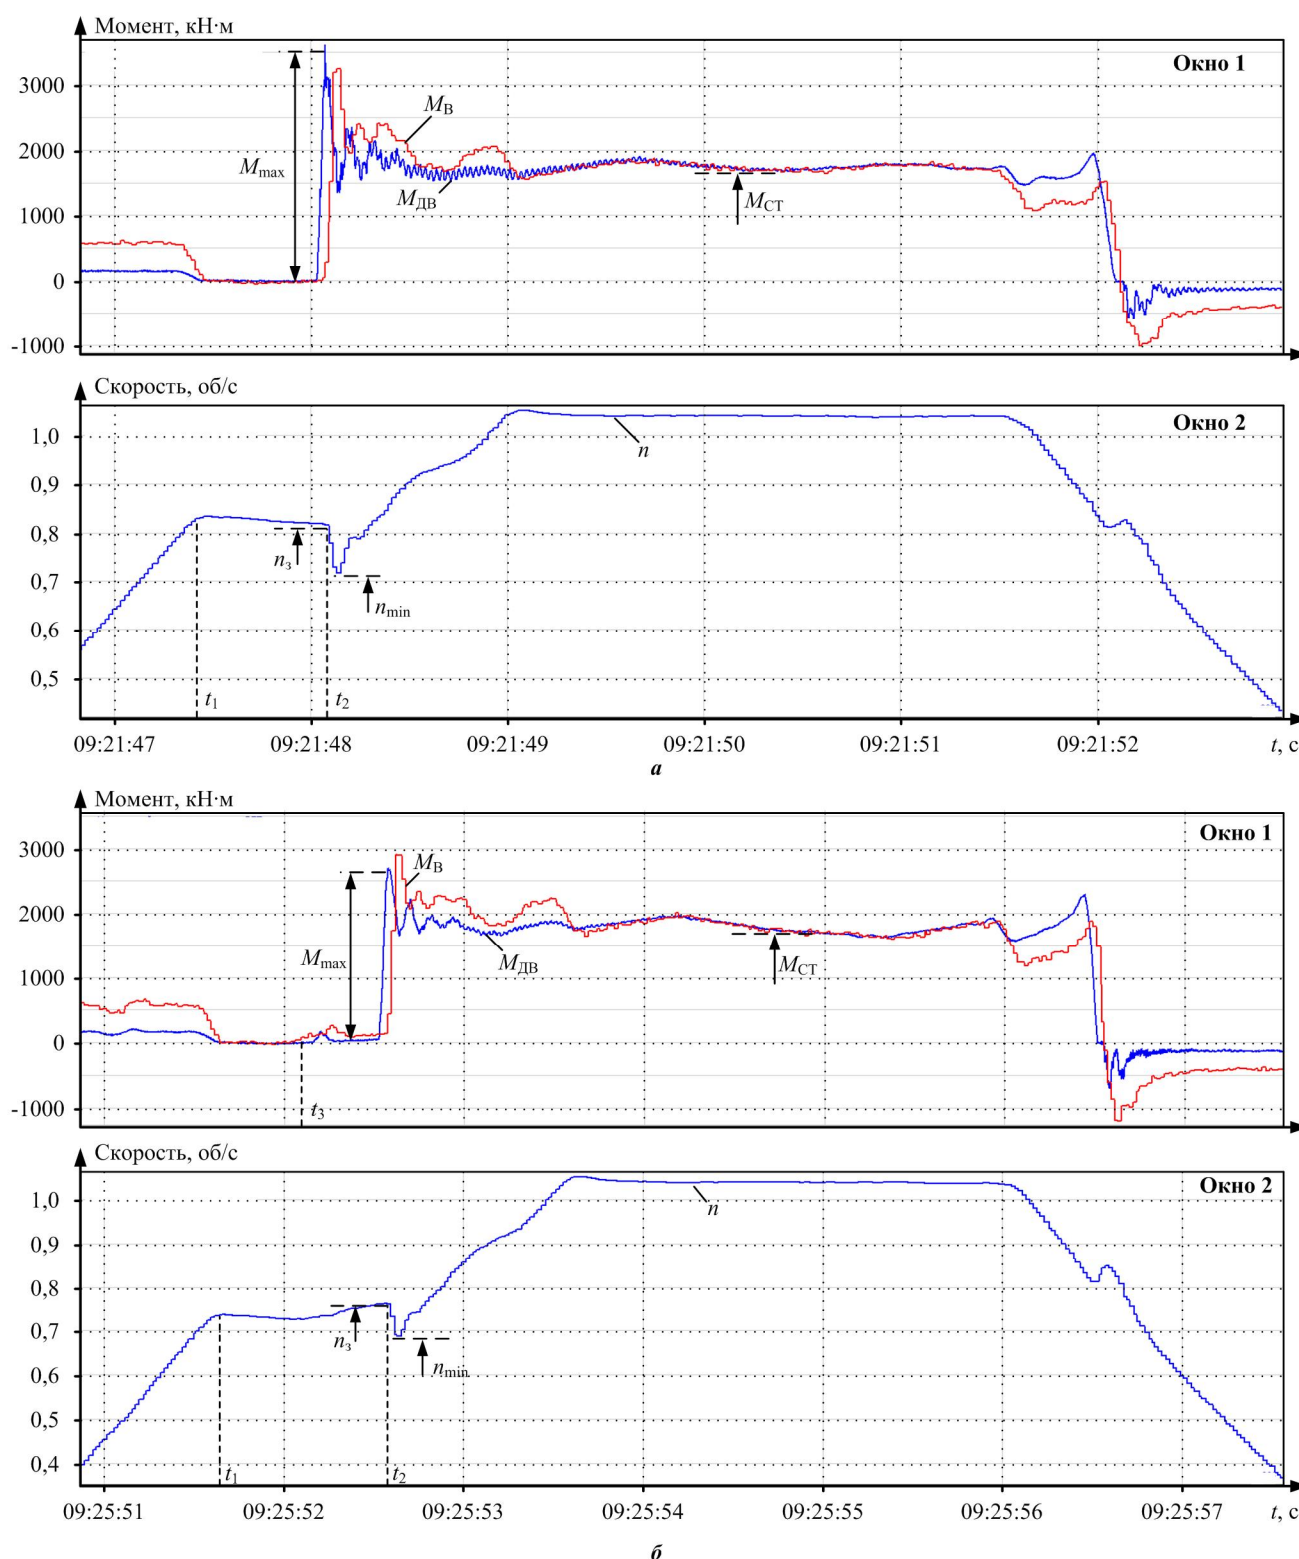 Момент, кН·м
Окно 1
3000
M_В
2000
M_max
M_ДВ
M_СТ
1000
0
-1000
Скорость, об/с
Окно 2
1,0
n
0,9
0,8
n_з
0,7
n_min
0,6
0,5
t_1
t_2
09:21:47 09:21:48 09:21:49 09:21:50 09:21:51 09:21:52 t, с
а
Момент, кН·м
Окно 1
3000
M_В
2000
M_max
M_ДВ
M_СТ
1000
0
-1000
t_3
Скорость, об/с
Окно 2
1,0
n
0,9
0,8
0,7
n_з
n_min
0,6
0,5
0,4
t_1
t_2
09:25:51 09:25:52 09:25:53 09:25:54 09:25:55 09:25:56 09:25:57 t, с
б